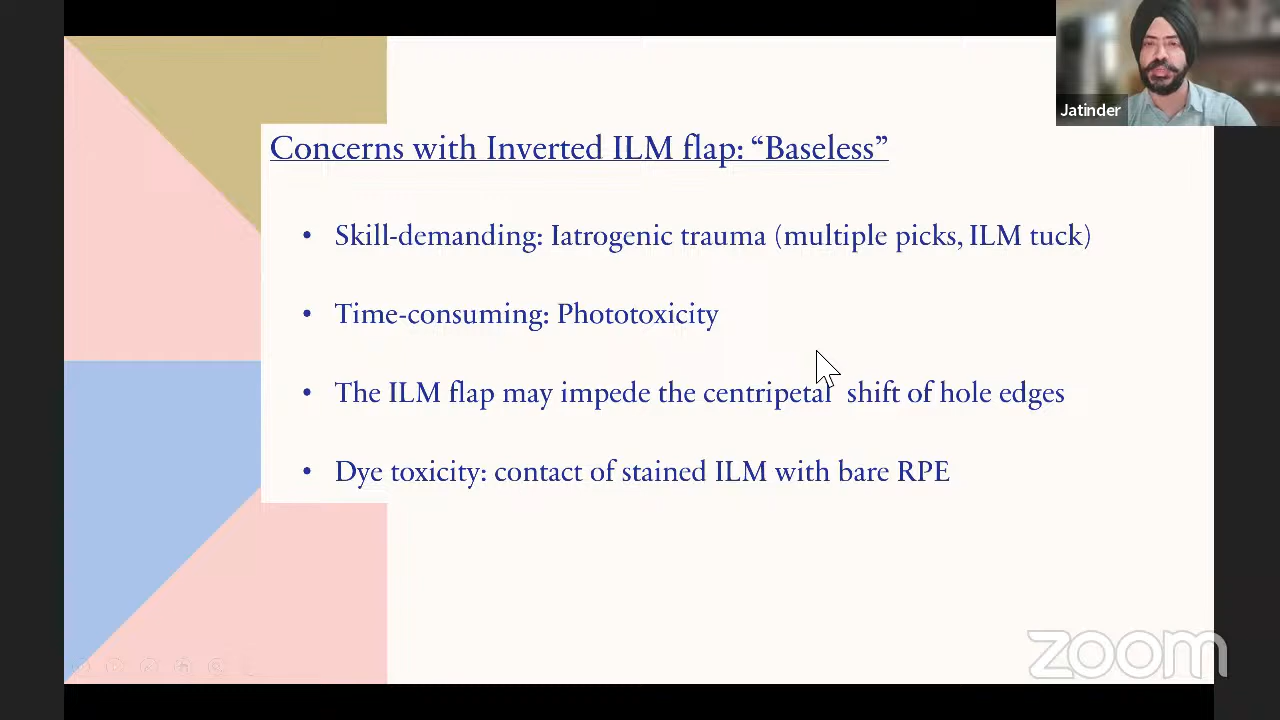 Jatinder
Concerns with Inverted ILM flap: “Baseless”
• Skill-demanding: Iatrogenic trauma (multiple picks, ILM tuck)
• Time-consuming: Phototoxicity
• The ILM flap may impede the centripetal shift of hole edges
• Dye toxicity: contact of stained ILM with bare RPE
zoom